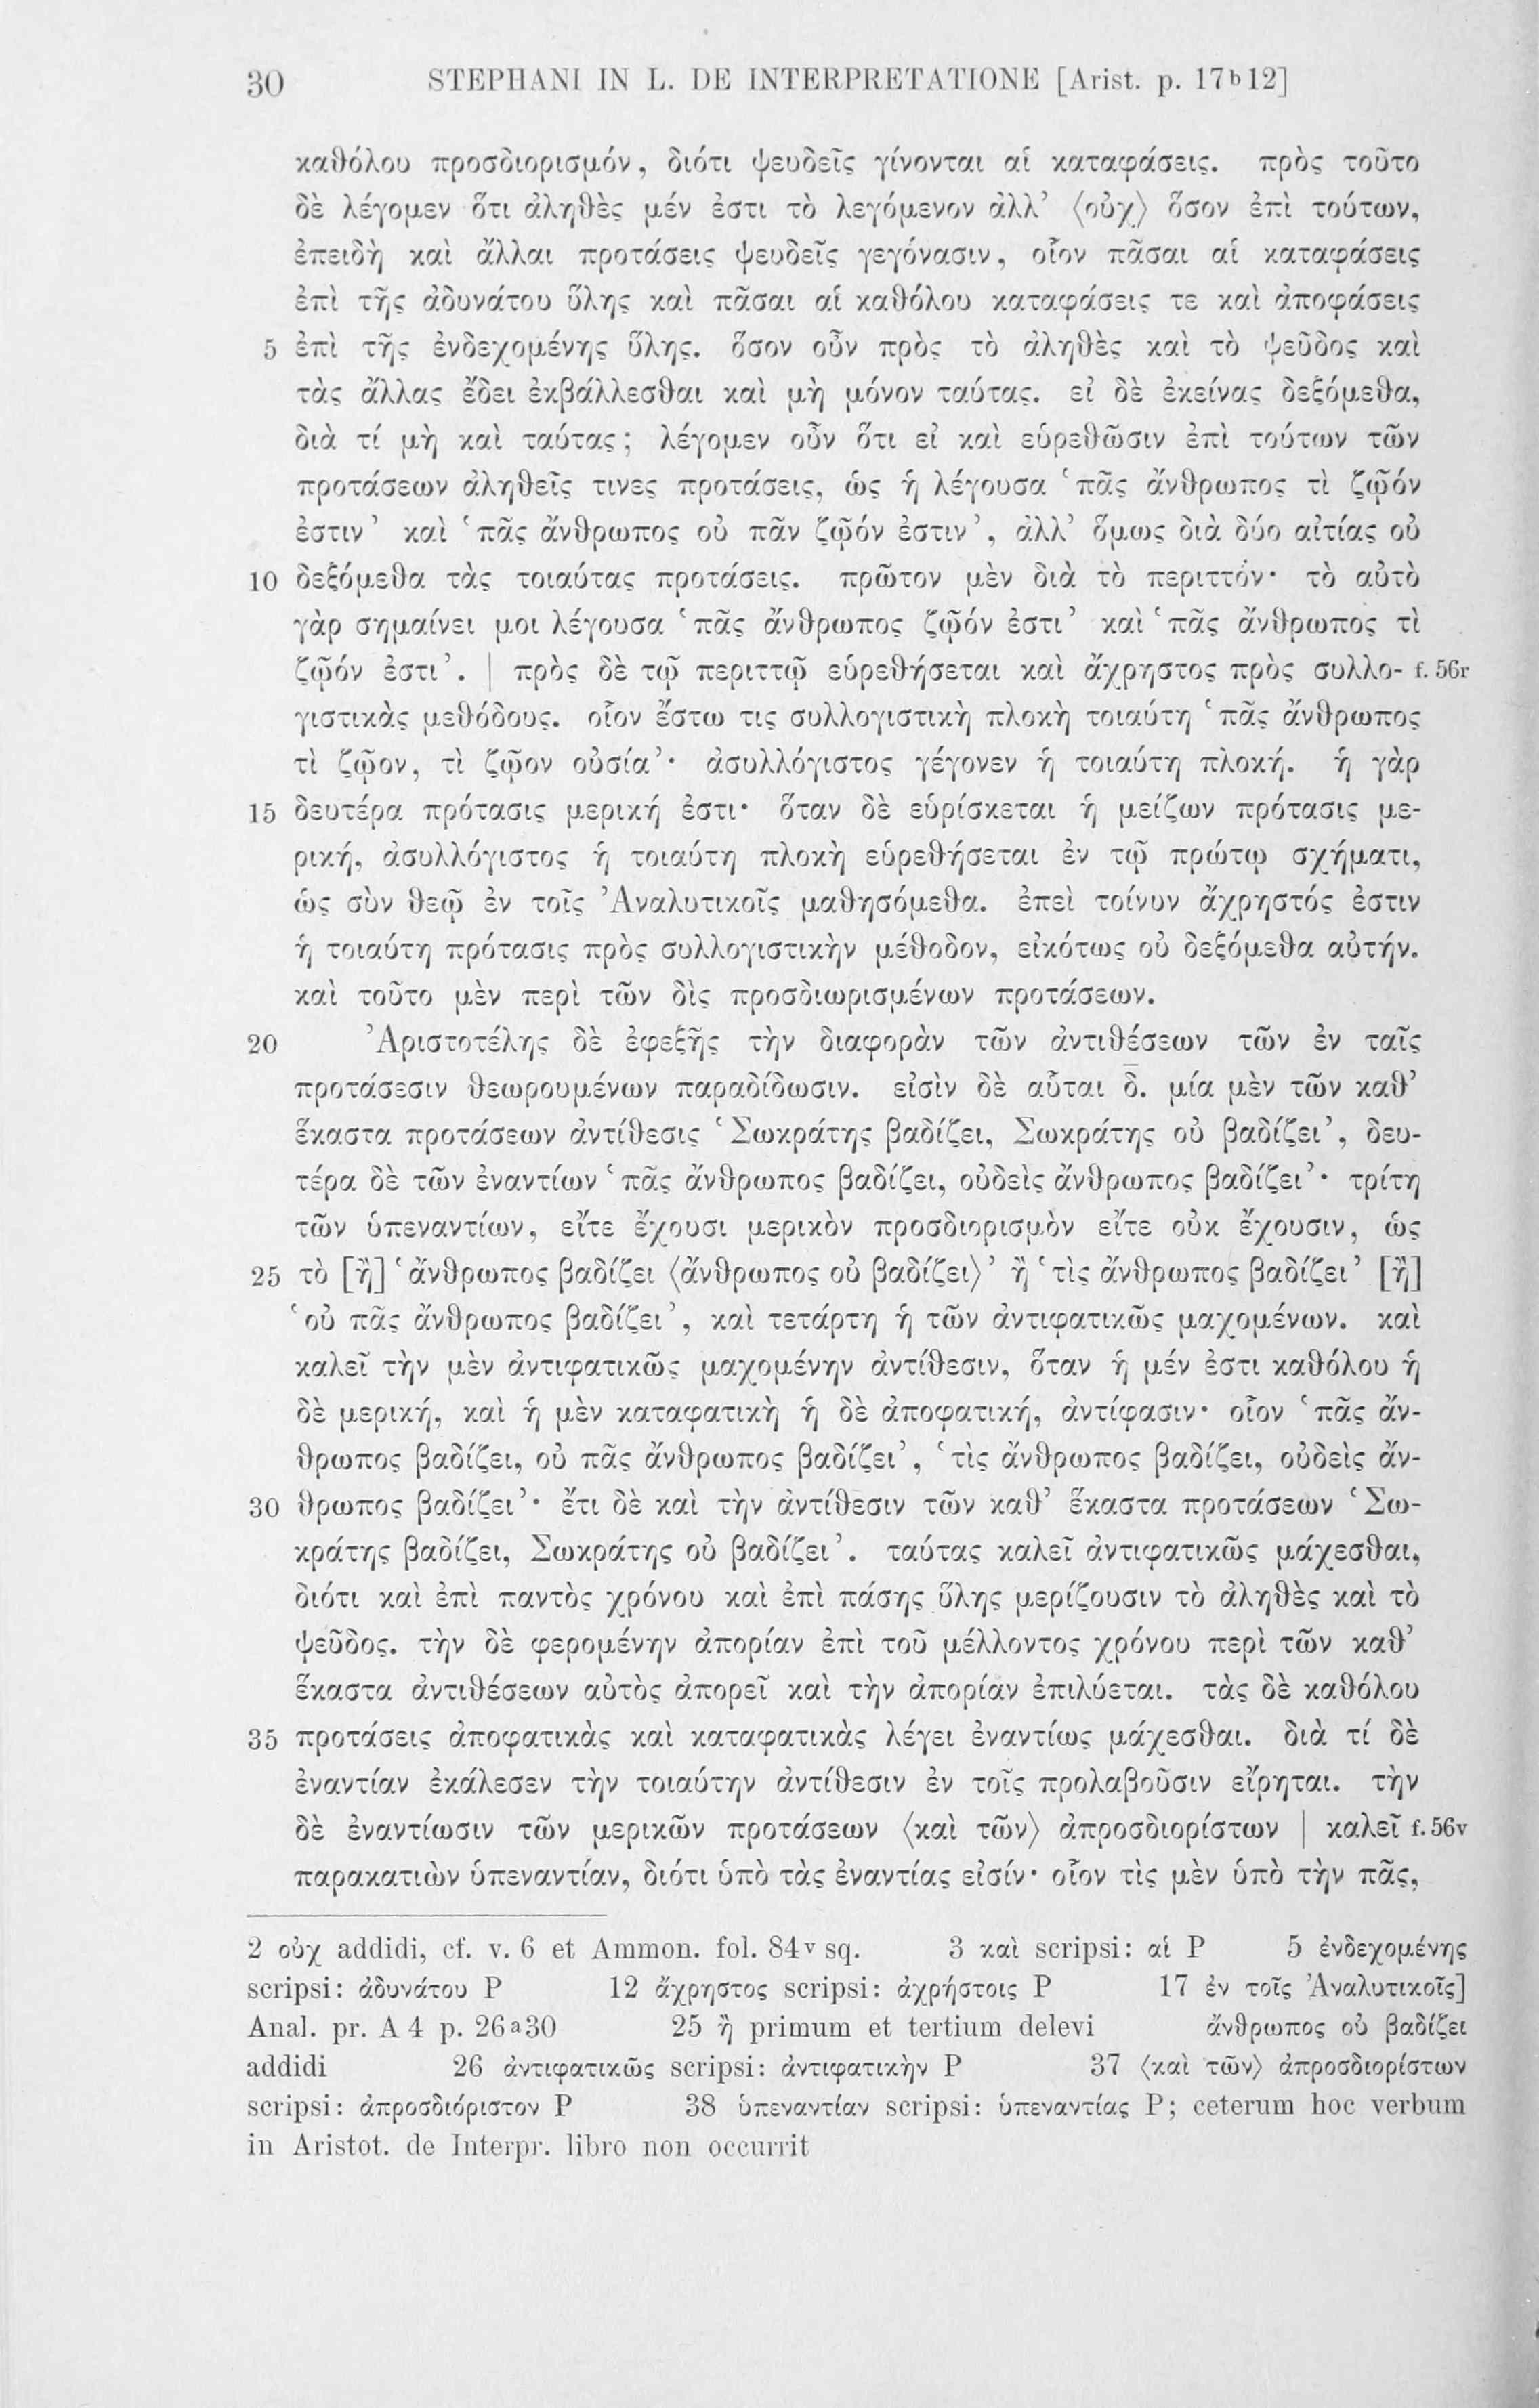 30 STEPHANI IN L. DE INTERPRETATIONE [Arist. p. 17b12]
καθόλου προσδιορισμόν, διότι ψευδεῖς γίνονται αἱ καταφάσεις. πρὸς τοῦτο
δὲ λέγομεν ὅτι ἀληθὲς μέν ἐστι τὸ λεγόμενον ἀλλ’ ⟨οὐχ⟩ ὅσον ἐπὶ τούτων,
ἐπειδὴ καὶ ἄλλαι προτάσεις ψευδεῖς γεγόνασιν, οἷον πᾶσαι αἱ καταφάσεις
ἐπὶ τῆς ἀδυνάτου ὕλης καὶ πᾶσαι αἱ καθόλου καταφάσεις τε καὶ ἀποφάσεις
5 ἐπὶ τῆς ἐνδεχομένης ὕλης. ὅσον οὖν πρὸς τὸ ἀληθὲς καὶ τὸ ψεῦδος καὶ
τὰς ἄλλας ἔδει ἐκβάλλεσθαι καὶ μὴ μόνον ταύτας. εἰ δὲ ἐκείνας δεξόμεθα,
διὰ τί μὴ καὶ ταύτας; λέγομεν οὖν ὅτι εἰ καὶ εὑρεθῶσιν ἐπὶ τούτων τῶν
προτάσεων ἀληθεῖς τινες προτάσεις, ὡς ἡ λέγουσα ‘πᾶς ἄνθρωπος τὶ ζῷόν
ἐστιν’ καὶ ‘πᾶς ἄνθρωπος οὐ πᾶν ζῷόν ἐστιν’, ἀλλ’ ὅμως διὰ δύο αἰτίας οὐ
10 δεξόμεθα τὰς τοιαύτας προτάσεις. πρῶτον μὲν διὰ τὸ περιττόν· τὸ αὐτὸ
γὰρ σημαίνει μοι λέγουσα ‘πᾶς ἄνθρωπος ζῷόν ἐστι’ καὶ ‘πᾶς ἄνθρωπος τὶ
ζῷόν ἐστι’. | πρὸς δὲ τῷ περιττῷ εὑρεθήσεται καὶ ἄχρηστος πρὸς συλλο- f. 56r
γιστικὰς μεθόδους. οἷον ἔστω τις συλλογιστικὴ πλοκὴ τοιαύτη ‘πᾶς ἄνθρωπος
τὶ ζῷον, τὶ ζῷον οὐσία’· ἀσυλλόγιστος γέγονεν ἡ τοιαύτη πλοκή. ἡ γὰρ
15 δευτέρα πρότασις μερική ἐστι· ὅταν δὲ εὑρίσκεται ἡ μείζων πρότασις με-
ρική, ἀσυλλόγιστος ἡ τοιαύτη πλοκὴ εὑρεθήσεται ἐν τῷ πρώτῳ σχήματι,
ὡς σὺν θεῷ ἐν τοῖς Ἀναλυτικοῖς μαθησόμεθα. ἐπεὶ τοίνυν ἄχρηστός ἐστιν
ἡ τοιαύτη πρότασις πρὸς συλλογιστικὴν μέθοδον, εἰκότως οὐ δεξόμεθα αὐτήν.
καὶ τοῦτο μὲν περὶ τῶν δὶς προσδιωρισμένων προτάσεων.
20 Ἀριστοτέλης δὲ ἐφεξῆς τὴν διαφορὰν τῶν ἀντιθέσεων τῶν ἐν ταῖς
προτάσεσιν θεωρουμένων παραδίδωσιν. εἰσὶν δὲ αὗται δ̄. μία μὲν τῶν καθ’
ἕκαστα προτάσεων ἀντίθεσις ‘Σωκράτης βαδίζει, Σωκράτης οὐ βαδίζει’, δευ-
τέρα δὲ τῶν ἐναντίων ‘πᾶς ἄνθρωπος βαδίζει, οὐδεὶς ἄνθρωπος βαδίζει’· τρίτη
τῶν ὑπεναντίων, εἴτε ἔχουσι μερικὸν προσδιορισμὸν εἴτε οὐκ ἔχουσιν, ὡς
25 τὸ [ἢ] ‘ἄνθρωπος βαδίζει ⟨ἄνθρωπος οὐ βαδίζει⟩’ ἢ ‘τὶς ἄνθρωπος βαδίζει’ [ἢ]
‘οὐ πᾶς ἄνθρωπος βαδίζει’, καὶ τετάρτη ἡ τῶν ἀντιφατικῶς μαχομένων. καὶ
καλεῖ τὴν μὲν ἀντιφατικῶς μαχομένην ἀντίθεσιν, ὅταν ἡ μέν ἐστι καθόλου ἡ
δὲ μερική, καὶ ἡ μὲν καταφατικὴ ἡ δὲ ἀποφατική, ἀντίφασιν· οἷον ‘πᾶς ἄν-
θρωπος βαδίζει, οὐ πᾶς ἄνθρωπος βαδίζει’, ‘τὶς ἄνθρωπος βαδίζει, οὐδεὶς ἄν-
30 θρωπος βαδίζει’· ἔτι δὲ καὶ τὴν ἀντίθεσιν τῶν καθ’ ἕκαστα προτάσεων ‘Σω-
κράτης βαδίζει, Σωκράτης οὐ βαδίζει’. ταύτας καλεῖ ἀντιφατικῶς μάχεσθαι,
διότι καὶ ἐπὶ παντὸς χρόνου καὶ ἐπὶ πάσης ὕλης μερίζουσιν τὸ ἀληθὲς καὶ τὸ
ψεῦδος. τὴν δὲ φερομένην ἀπορίαν ἐπὶ τοῦ μέλλοντος χρόνου περὶ τῶν καθ’
ἕκαστα ἀντιθέσεων αὐτὸς ἀπορεῖ καὶ τὴν ἀπορίαν ἐπιλύεται. τὰς δὲ καθόλου
35 προτάσεις ἀποφατικὰς καὶ καταφατικὰς λέγει ἐναντίως μάχεσθαι. διὰ τί δὲ
ἐναντίαν ἐκάλεσεν τὴν τοιαύτην ἀντίθεσιν ἐν τοῖς προλαβοῦσιν εἴρηται. τὴν
δὲ ἐναντίωσιν τῶν μερικῶν προτάσεων ⟨καὶ τῶν⟩ ἀπροσδιορίστων | καλεῖ f. 56v
παρακατιὼν ὑπεναντίαν, διότι ὑπὸ τὰς ἐναντίας εἰσίν· οἷον τὶς μὲν ὑπὸ τὴν πᾶς,
2 οὐχ addidi, cf. v. 6 et Ammon. fol. 84v sq. 3 καὶ scripsi: αἱ P 5 ἐνδεχομένης
scripsi: ἀδυνάτου P 12 ἄχρηστος scripsi: ἀχρήστοις P 17 ἐν τοῖς Ἀναλυτικοῖς]
Anal. pr. A 4 p. 26a30 25 ἢ primum et tertium delevi ἄνθρωπος οὐ βαδίζει
addidi 26 ἀντιφατικῶς scripsi: ἀντιφατικὴν P 37 ⟨καὶ τῶν⟩ ἀπροσδιορίστων
scripsi: ἀπροσδιόριστον P 38 ὑπεναντίαν scripsi: ὑπεναντίας P; ceterum hoc verbum
in Aristot. de Interpr. libro non occurrit